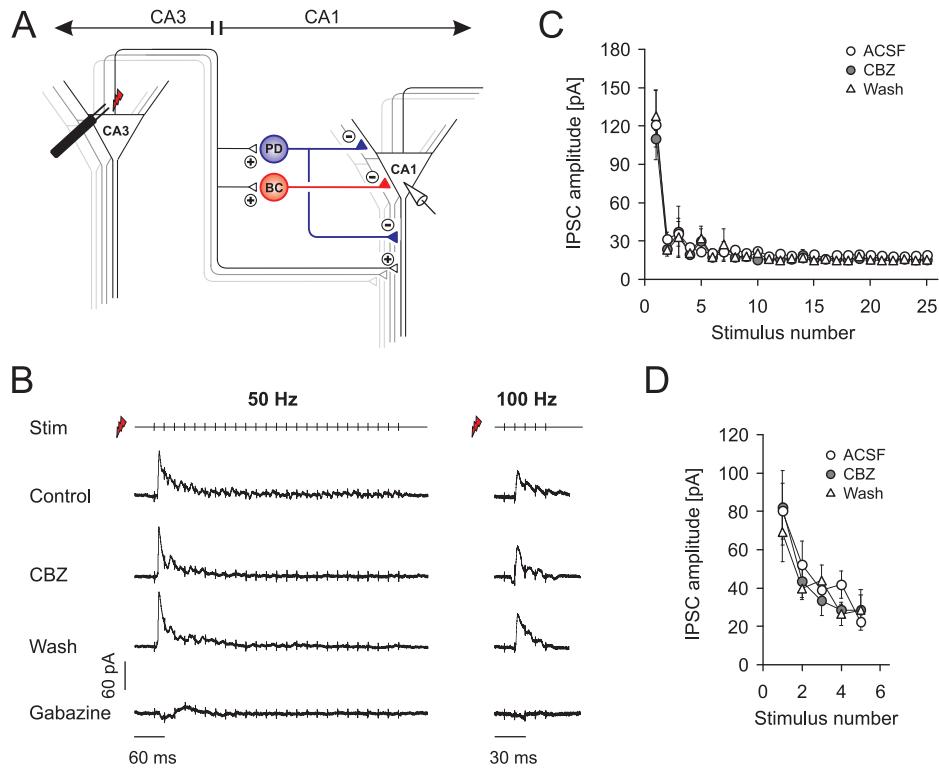 A
CA3
CA1
CA3
PD
BC
CA1
+
+
−
−
−
+
B
50 Hz
100 Hz
Stim
Control
CBZ
Wash
60 pA
Gabazine
60 ms
30 ms
C
IPSC amplitude [pA]
180
150
120
90
60
30
0
ACSF
CBZ
Wash
0 5 10 15 20 25
Stimulus number
D
IPSC amplitude [pA]
120
100
80
60
40
20
0
ACSF
CBZ
Wash
0 2 4 6
Stimulus number